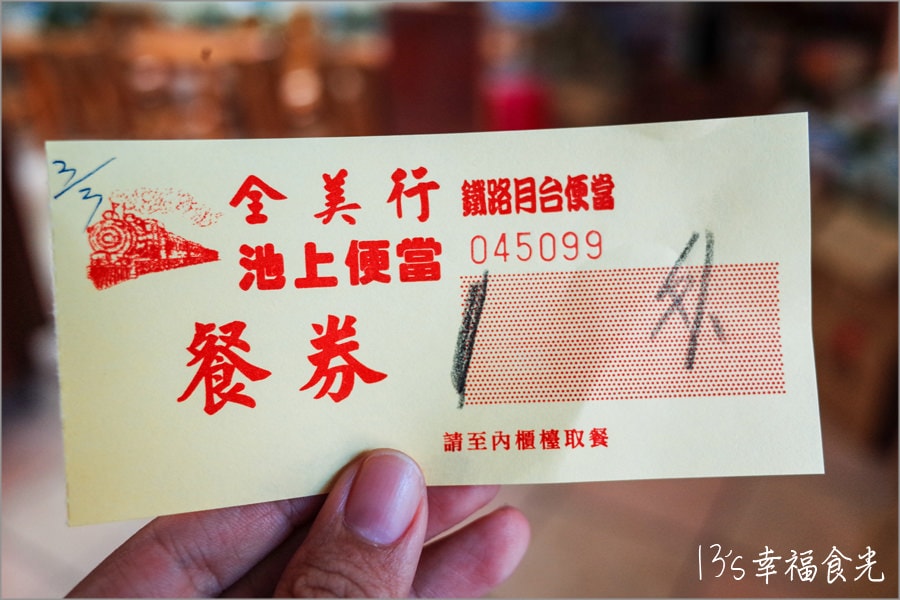 3/3
全美行
鐵路月台便當
池上便當
045099
餐券
請至內櫃檯取餐
13's幸福食光